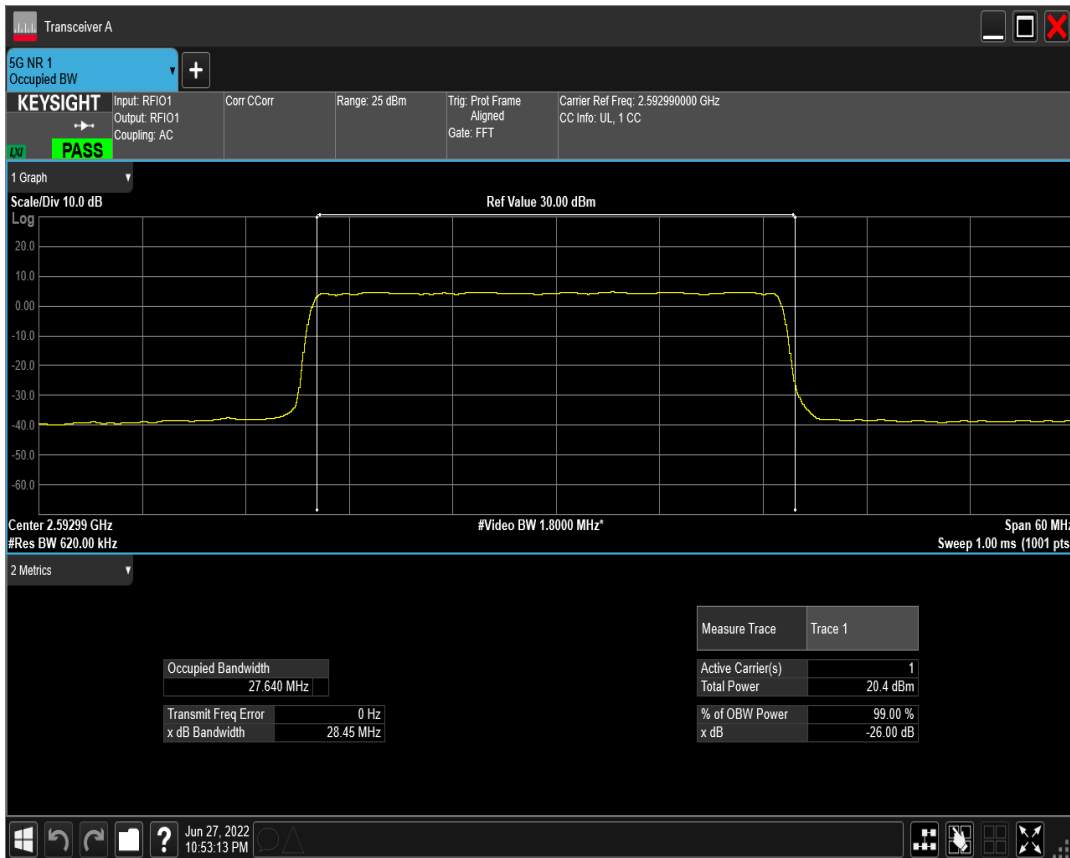 Transceiver A
5G NR 1
Occupied BW
KEYSIGHT
LXI
PASS
Input: RFIO1
Output: RFIO1
Coupling: AC
Corr CCorr
Range: 25 dBm
Trig: Prot Frame
Aligned
Gate: FFT
Carrier Ref Freq: 2.592990000 GHz
CC Info: UL, 1 CC
1 Graph
Scale/Div 10.0 dB
Ref Value 30.00 dBm
Log
20.0
10.0
0.00
-10.0
-20.0
-30.0
-40.0
-50.0
-60.0
Center 2.59299 GHz
#Video BW 1.8000 MHz*
Span 60 MHz
#Res BW 620.00 kHz
Sweep 1.00 ms (1001 pts
2 Metrics
Measure Trace Trace 1
Occupied Bandwidth
27.640 MHz
Active Carrier(s) 1
Total Power 20.4 dBm
Transmit Freq Error 0 Hz
x dB Bandwidth 28.45 MHz
% of OBW Power 99.00 %
x dB -26.00 dB
?
Jun 27, 2022
10:53:13 PM